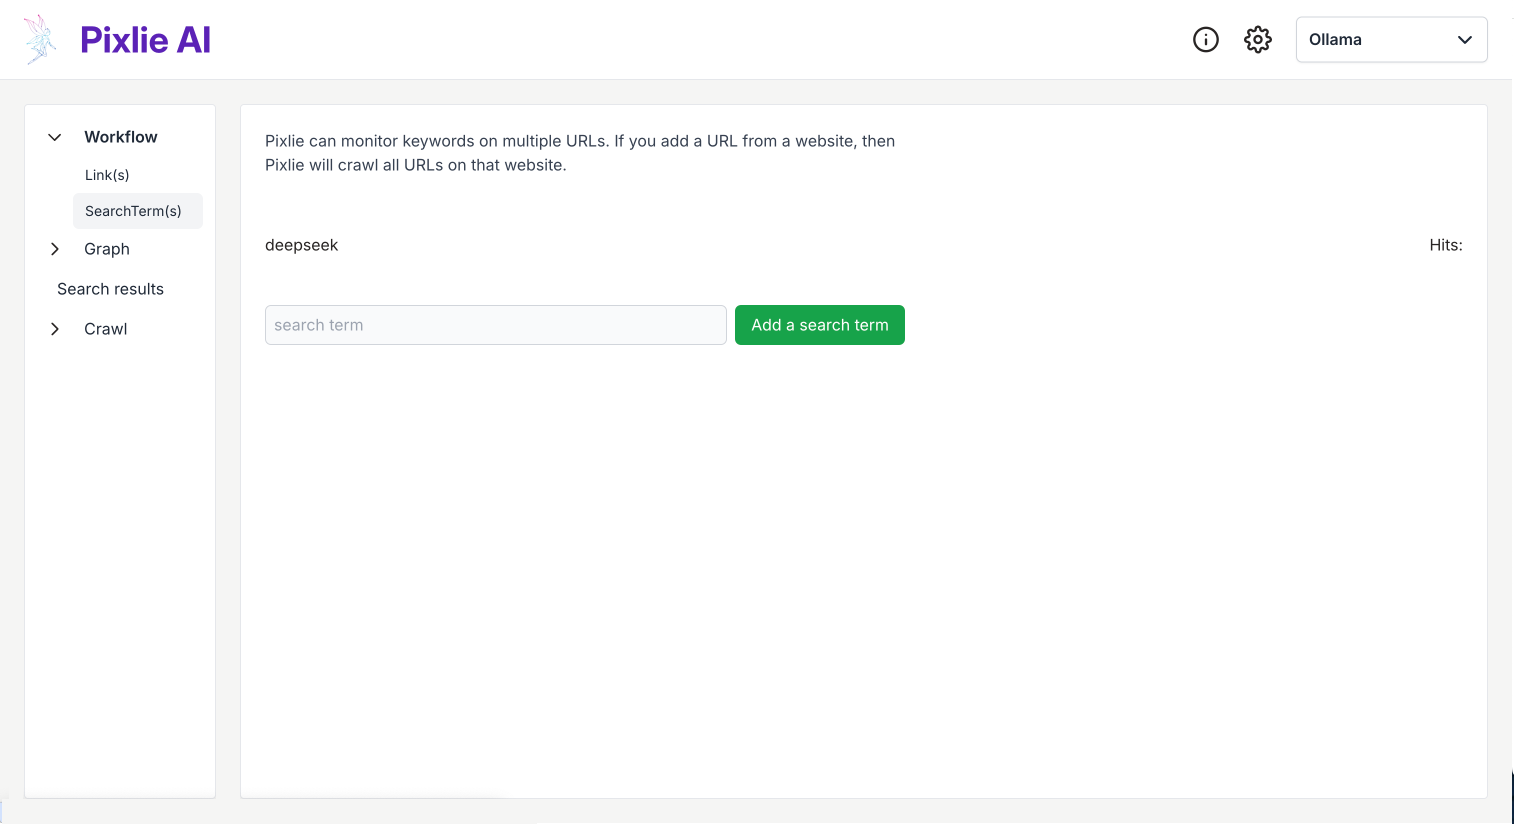 Pixlie AI
Ollama
Workflow
Link(s)
SearchTerm(s)
Graph
Search results
Crawl
Pixlie can monitor keywords on multiple URLs. If you add a URL from a website, then
Pixlie will crawl all URLs on that website.
deepseek
Hits:
search term
Add a search term